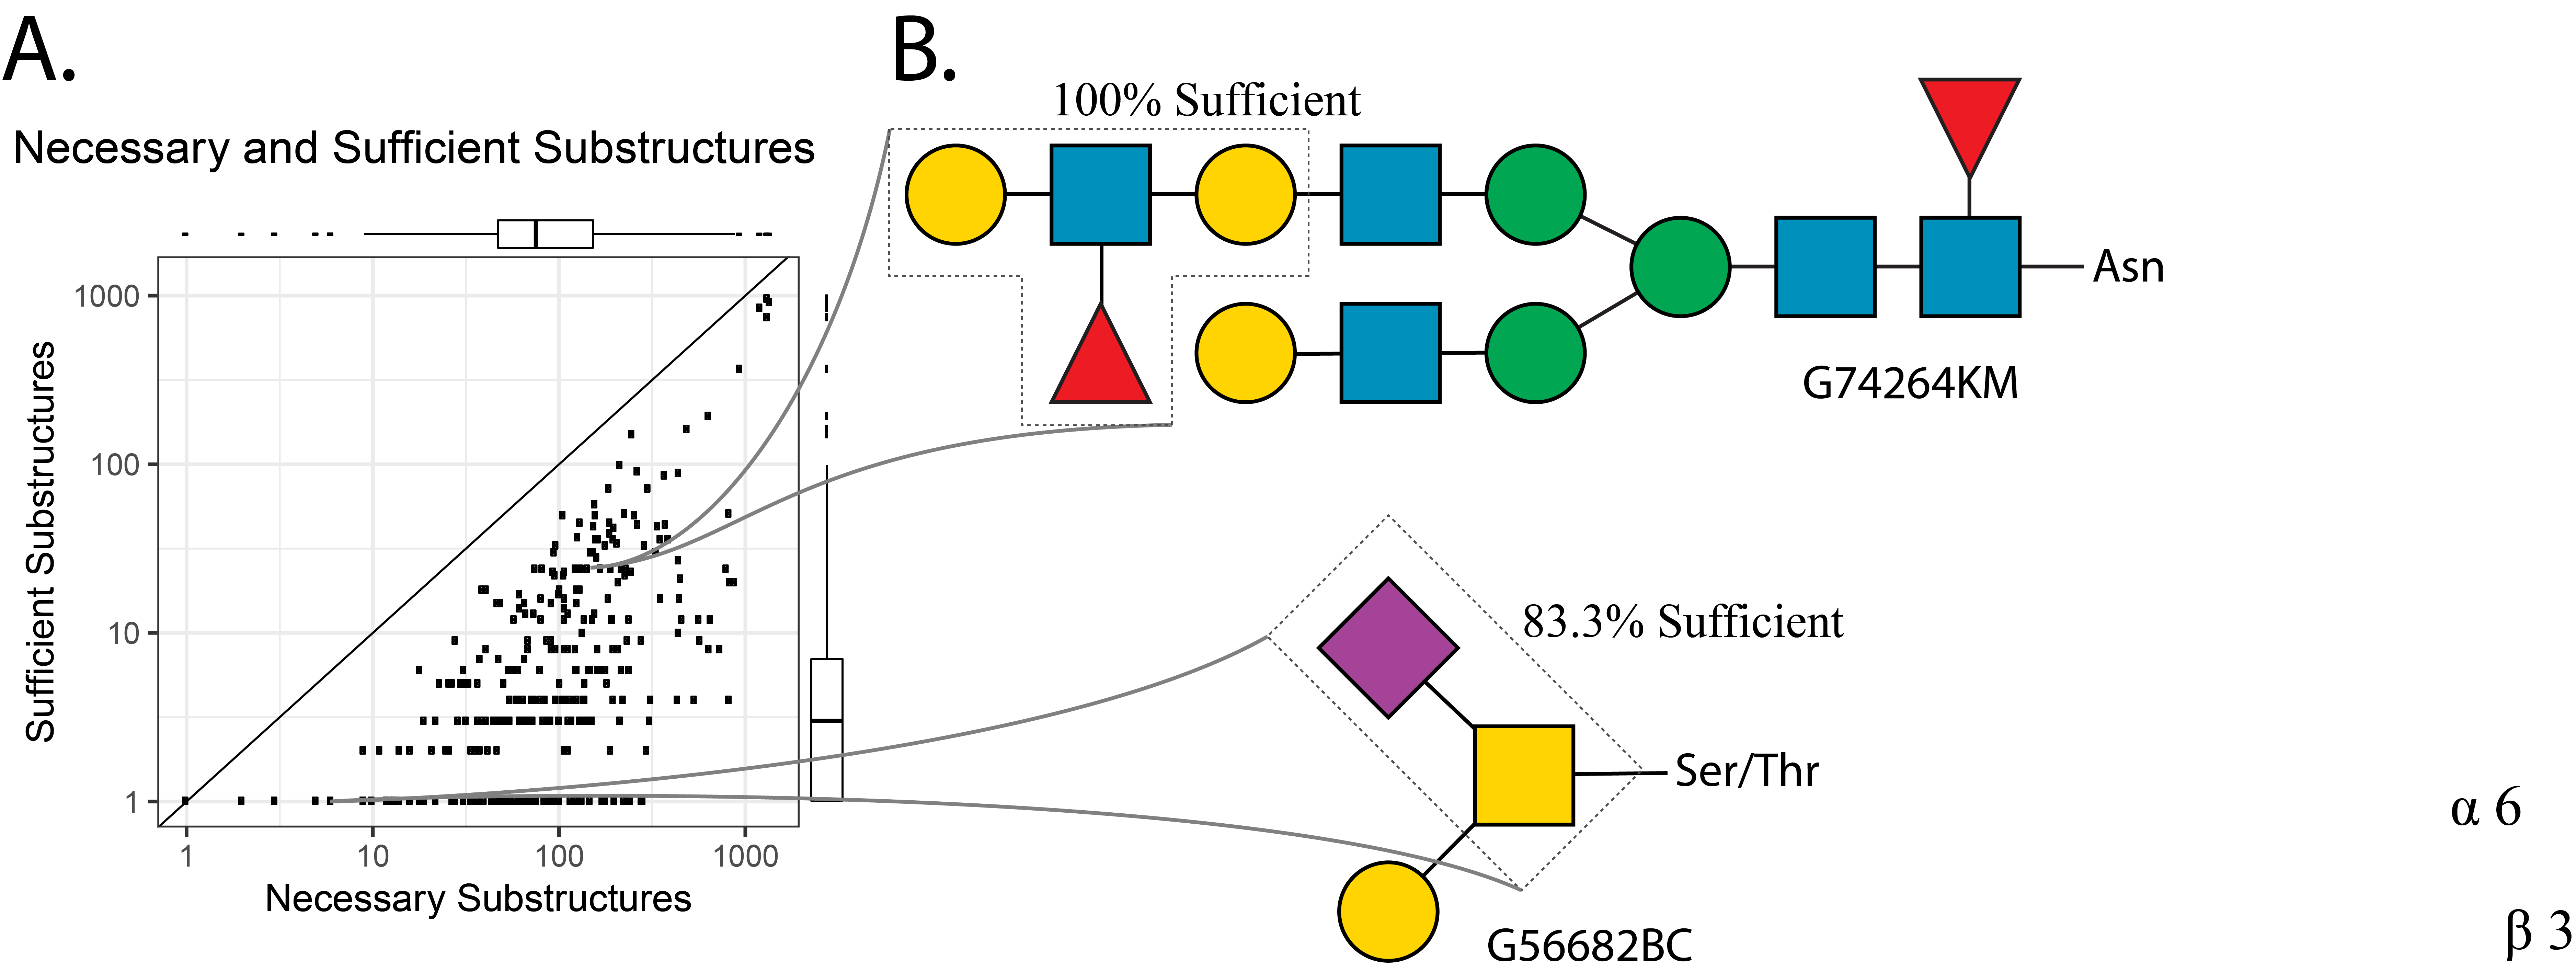 A.
Necessary and Sufficient Substructures
1000
100
10
1
Sufficient Substructures
1
10
100
1000
Necessary Substructures
B.
100% Sufficient
Asn
G74264KM
83.3% Sufficient
Ser/Thr
G56682BC
α 6
β 3